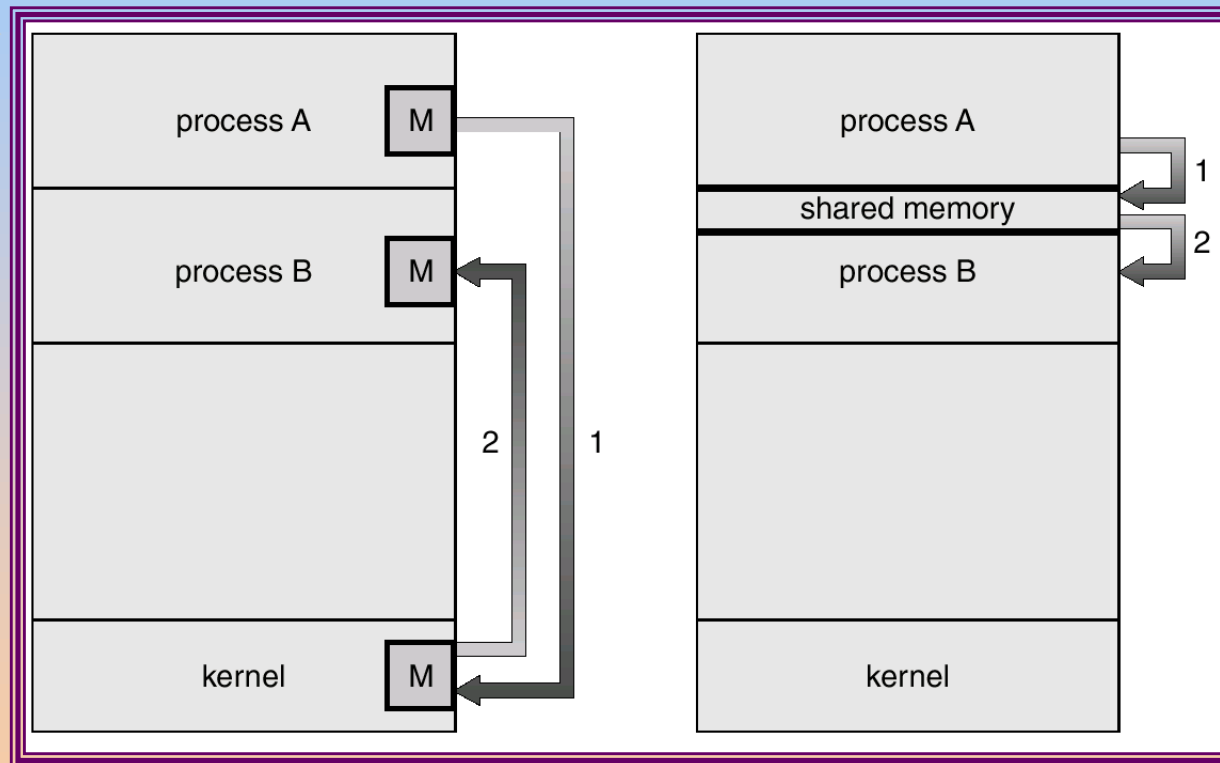 process A
M
process B
M
2
1
kernel
M
process A
1
shared memory
2
process B
kernel